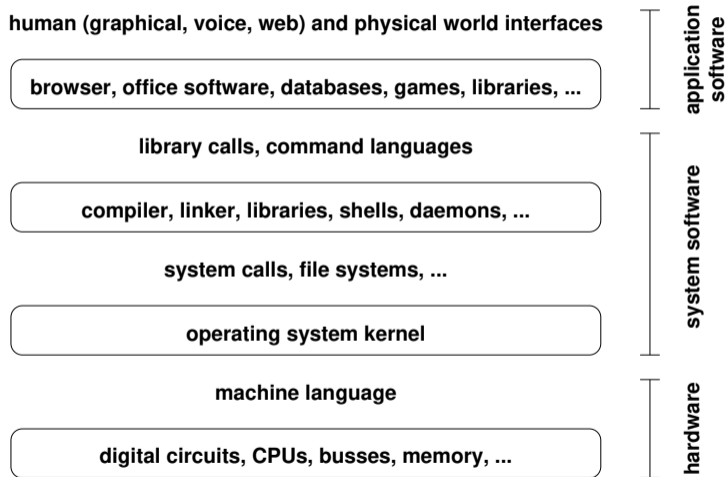 human (graphical, voice, web) and physical world interfaces
browser, office software, databases, games, libraries, ...
application
software
library calls, command languages
compiler, linker, libraries, shells, daemons, ...
system calls, file systems, ...
operating system kernel
system software
machine language
digital circuits, CPUs, busses, memory, ...
hardware